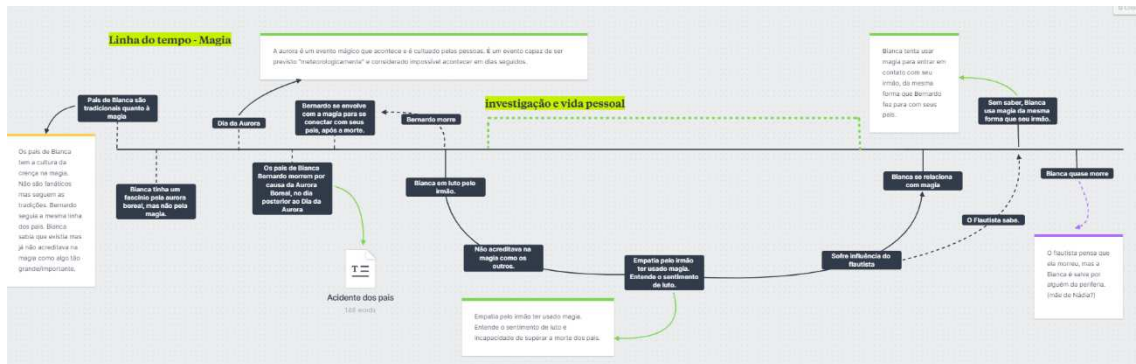 Linha do tempo - Magia
A aurora é um evento mágico que acontece e é cultuado pelas pessoas. É um evento capaz de ser
previsto "meteorologicamente" e considerado impossível acontecer em dias seguidos.
Blanca tenta usar
magia para entrar em
contato com seu
irmão, da mesma
forma que Bernardo
fez para com seus
pais.
Pais de Blanca são
tradicionais quanto à
magia
Dia da Aurora
Bernardo se envolve
com a magia para se
conectar com seus
pais, após a morte.
Bernardo morre
investigação e vida pessoal
Sem saber, Blanca
usa magia da mesma
forma que seu irmão.
Os pais de Blanca
tem a cultura da
crença na magia.
Não são fanáticos
mas seguem as
tradições. Bernardo
seguia a mesma linha
dos pais. Blanca
sabia que existia mas
já não acreditava na
magia como algo tão
grande/importante.
Blanca tinha um
fascínio pela aurora
boreal, mas não pela
magia.
Os pais de Blanca
Bernardo morrem por
causa da Aurora
Boreal, no dia
posterior ao Dia da
Aurora
Blanca em luto pelo
irmão.
Blanca se relaciona
com magia
Blanca quase morre
O Flautista sabe.
Não acreditava na
magia como os
outros.
Empatia pelo irmão
ter usado magia.
Entende o sentimento
de luto.
Sofre influência do
flautista
O flautista pensa que
ela morreu, mas a
Blanca é salva por
alguém da periferia.
(mãe de Nádia?)
Acidente dos pais
Empatia pelo irmão ter usado magia.
Entende o sentimento de luto e
incapacidade de superar a morte dos pais.